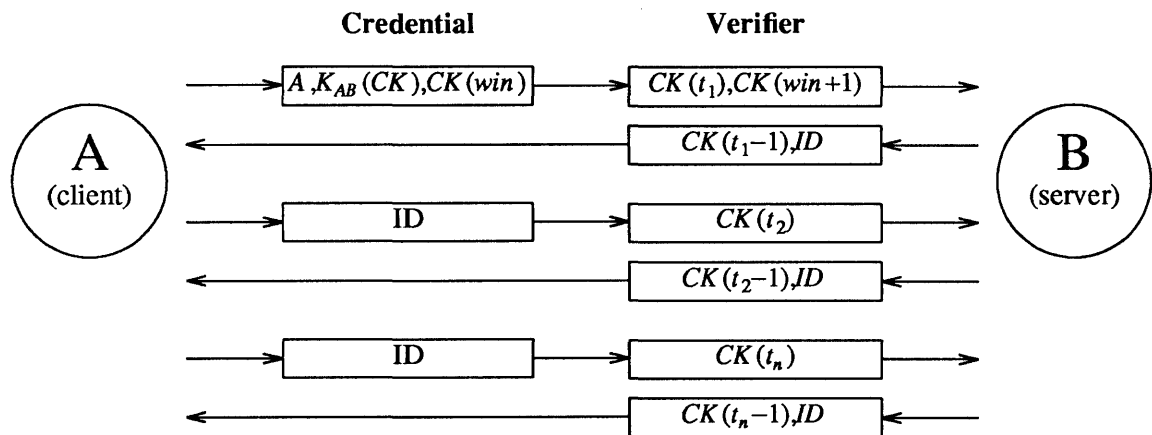 Credential Verifier
A ,K_AB (CK),CK(win) CK(t_1),CK(win+1)
CK(t_1−1),ID
A
(client)
B
(server)
ID CK(t_2)
CK(t_2−1),ID
ID CK(t_n)
CK(t_n−1),ID